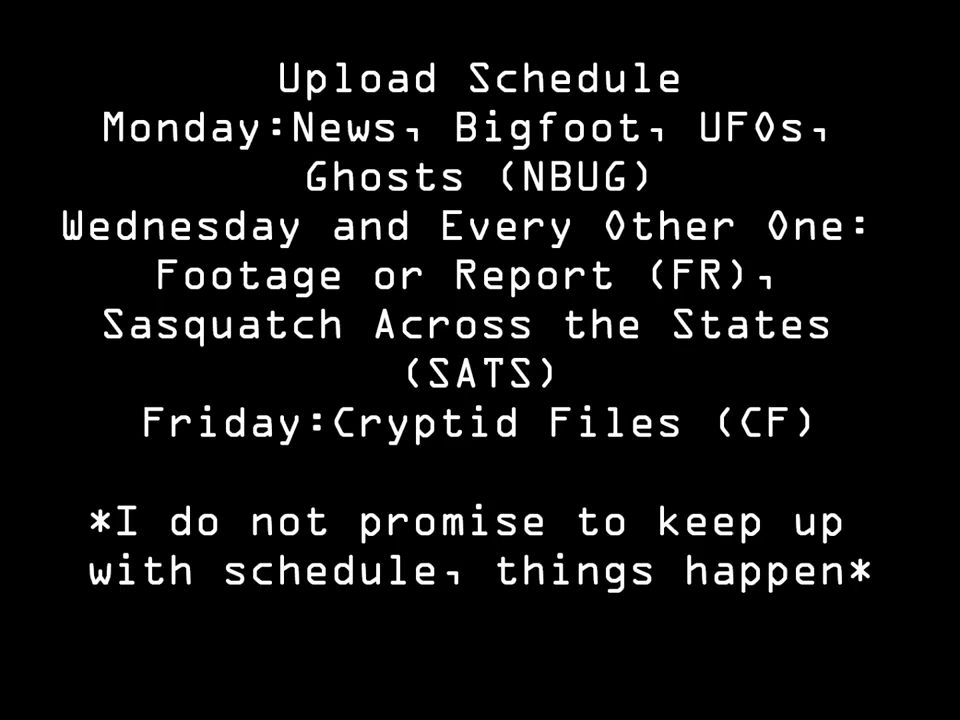 Upload Schedule
Monday:News, Bigfoot, UFOs,
Ghosts (NBUG)
Wednesday and Every Other One:
Footage or Report (FR),
Sasquatch Across the States
(SATS)
Friday:Cryptid Files (CF)
*I do not promise to keep up
with schedule, things happen*